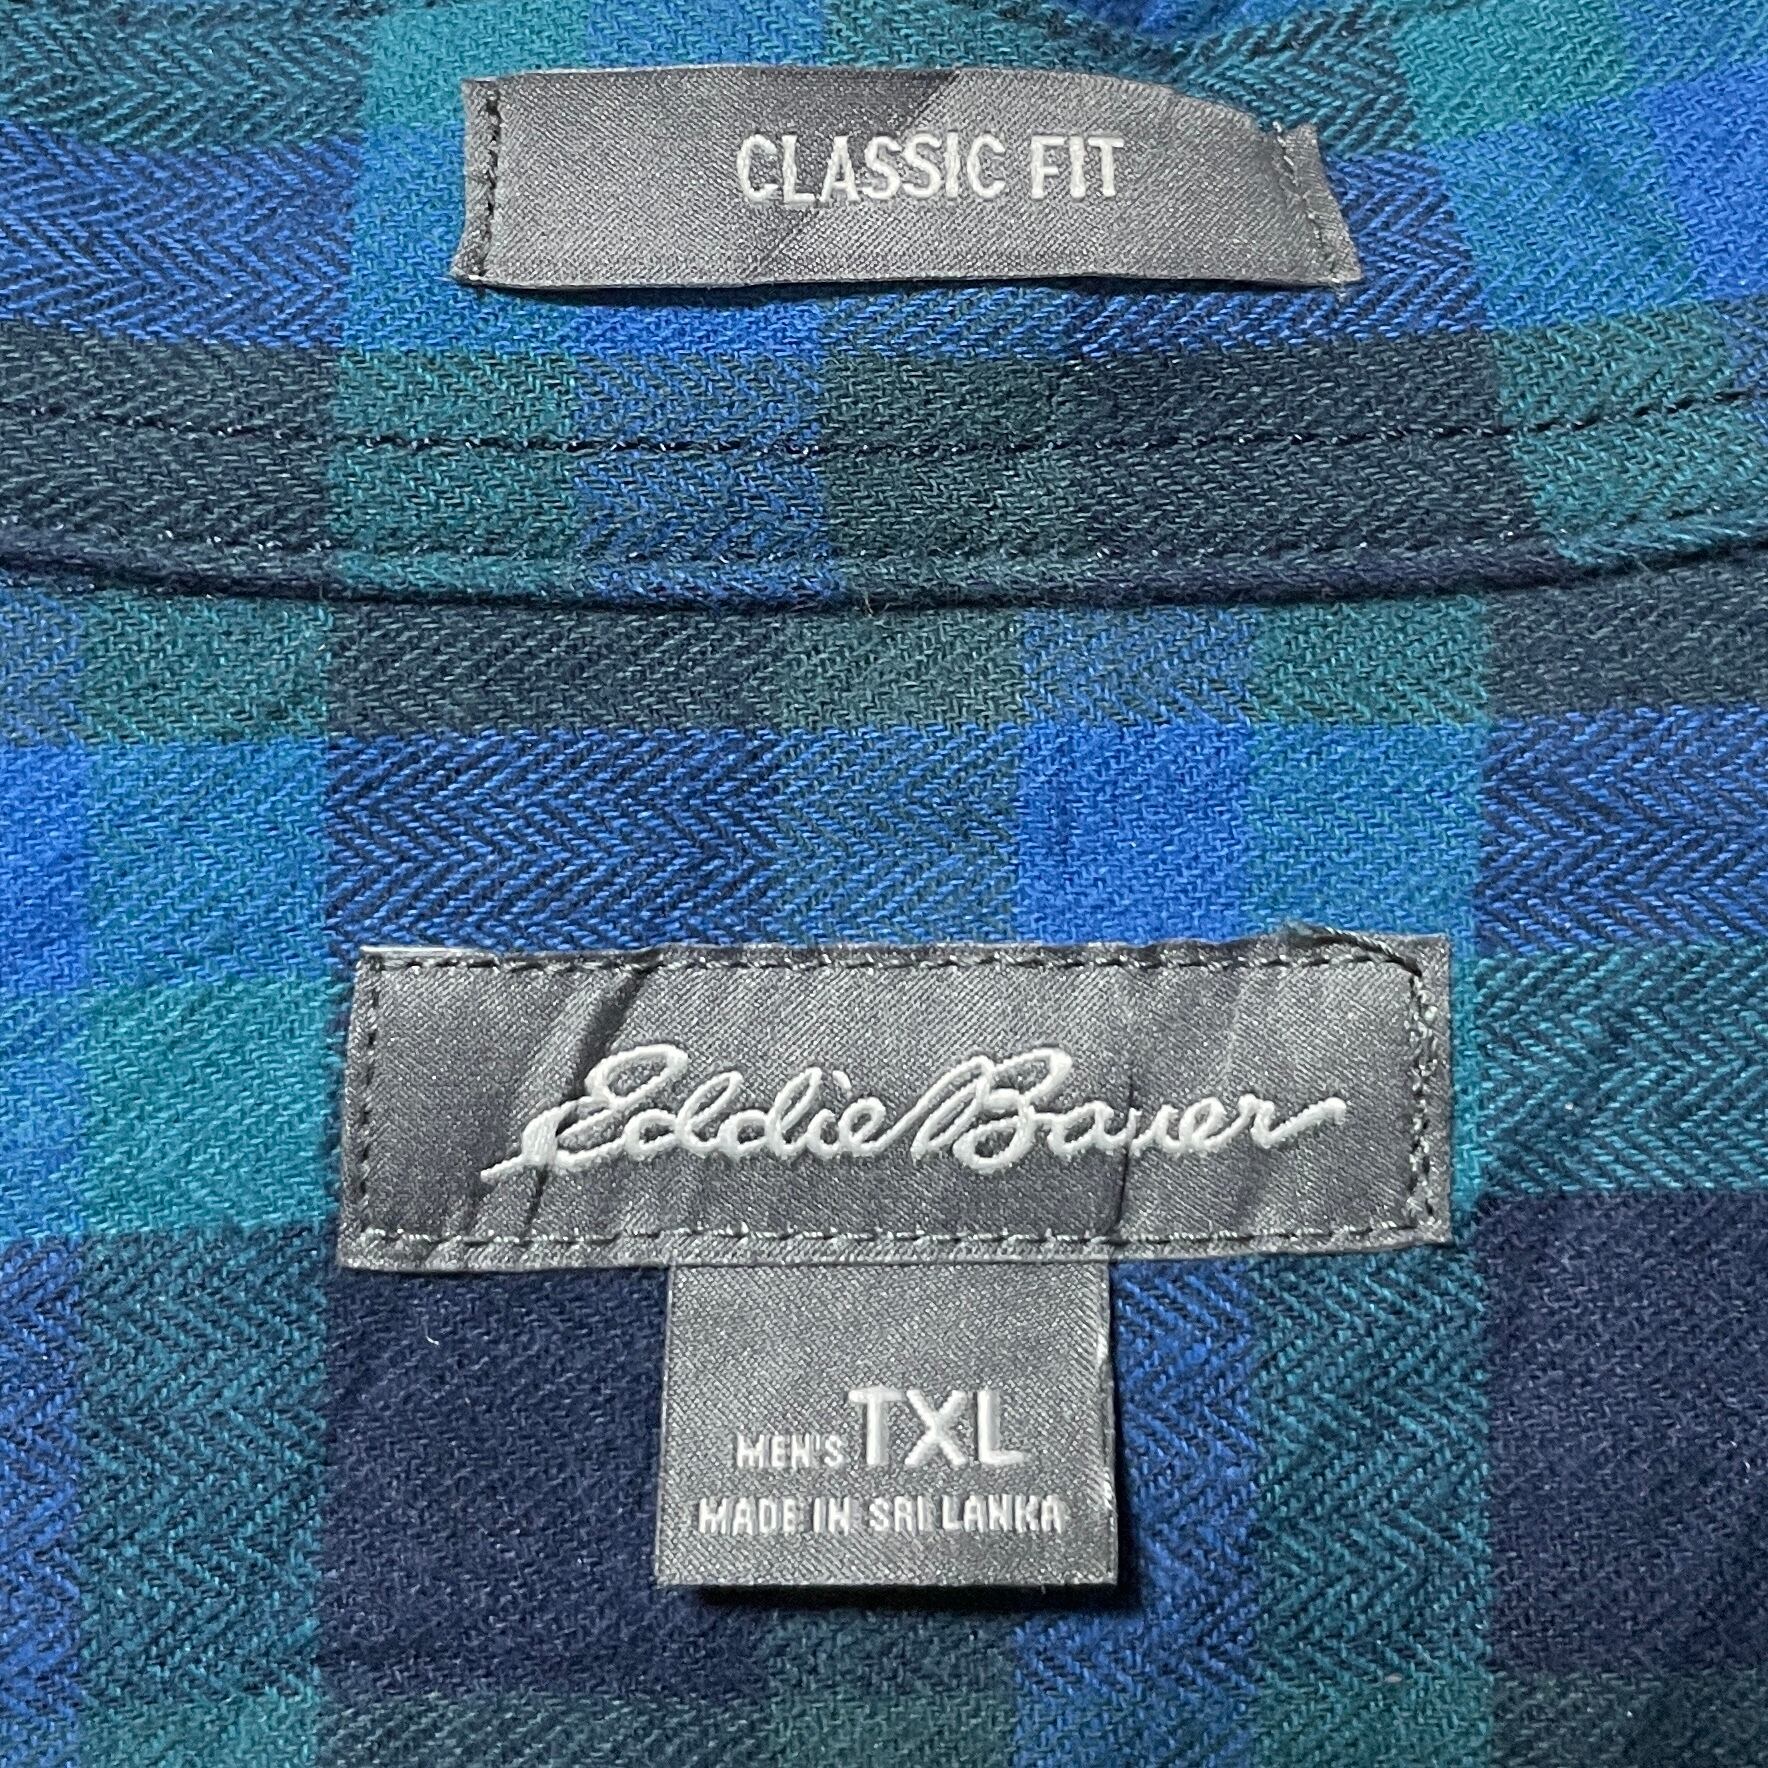 CLASSIC FIT
Eddie Bauer
MEN'S TXL
MADE IN SRI LANKA